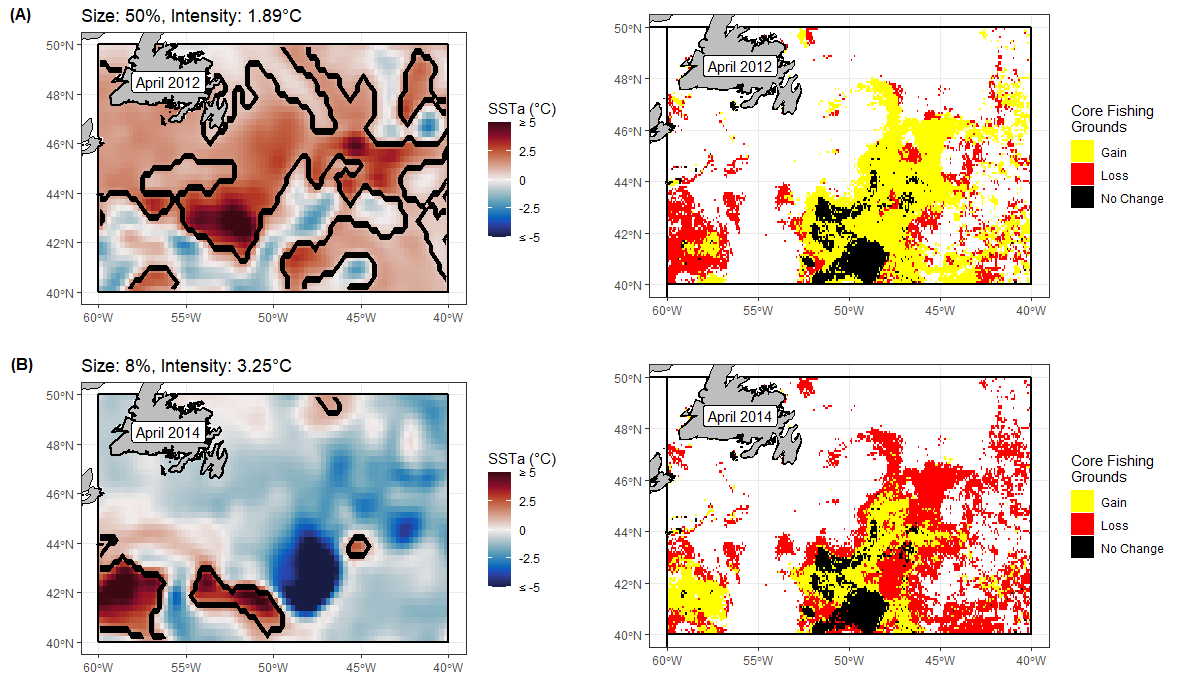 (A)
Size: 50%, Intensity: 1.89°C
50°N
48°N
46°N
44°N
42°N
40°N
60°W
55°W
50°W
45°W
40°W
April 2012
SSTa (°C)
≥ 5
2.5
0
-2.5
≤ -5
50°N
48°N
46°N
44°N
42°N
40°N
60°W
55°W
50°W
45°W
40°W
April 2012
Core Fishing
Grounds
Gain
Loss
No Change
(B)
Size: 8%, Intensity: 3.25°C
50°N
48°N
46°N
44°N
42°N
40°N
60°W
55°W
50°W
45°W
40°W
April 2014
SSTa (°C)
≥ 5
2.5
0
-2.5
≤ -5
50°N
48°N
46°N
44°N
42°N
40°N
60°W
55°W
50°W
45°W
40°W
April 2014
Core Fishing
Grounds
Gain
Loss
No Change